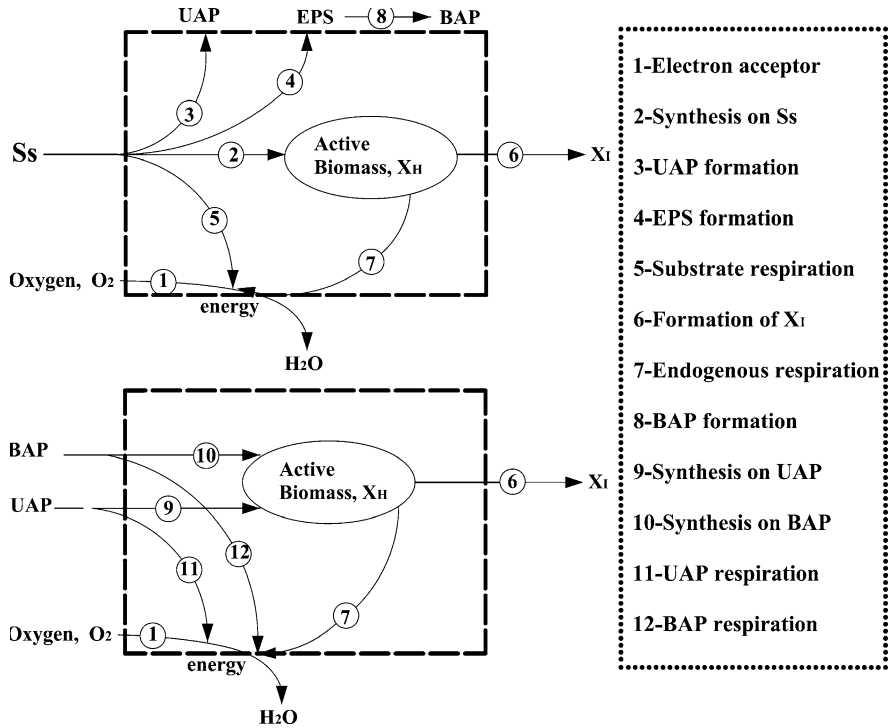 UAP EPS 8 BAP
3 4
Ss 2 Active Biomass, XH 6 XI
5 7
Oxygen, O2 1
energy
H2O
BAP 10
Active Biomass, XH 6 XI
UAP 9
11 12
7
Oxygen, O2 1
energy
H2O
1-Electron acceptor
2-Synthesis on Ss
3-UAP formation
4-EPS formation
5-Substrate respiration
6-Formation of XI
7-Endogenous respiration
8-BAP formation
9-Synthesis on UAP
10-Synthesis on BAP
11-UAP respiration
12-BAP respiration